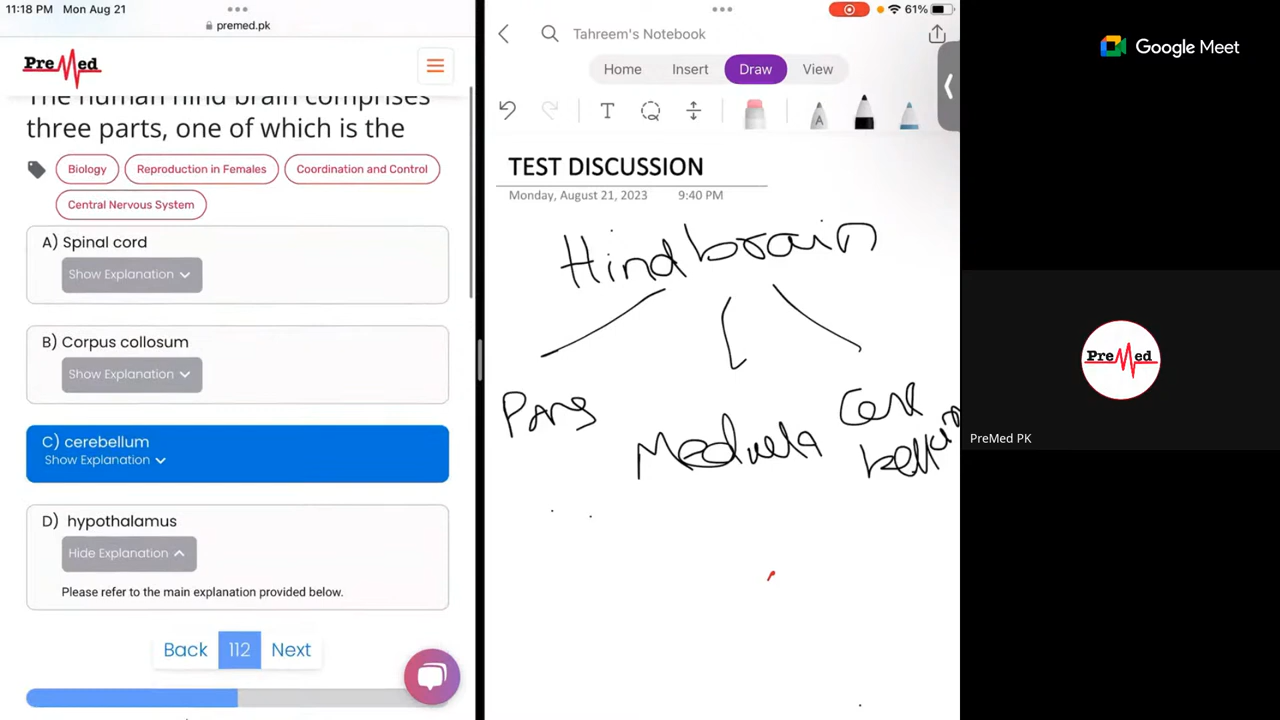 11:18 PM Mon Aug 21
premed.pk
PreMed
The human hind brain comprises
three parts, one of which is the
Biology
Reproduction in Females
Coordination and Control
Central Nervous System
A) Spinal cord
Show Explanation
B) Corpus collosum
Show Explanation
C) cerebellum
Show Explanation
D) hypothalamus
Hide Explanation
Please refer to the main explanation provided below.
Back 112 Next
61%
Tahreem's Notebook
Home Insert Draw View
T
A
TEST DISCUSSION
Monday, August 21, 2023 9:40 PM
Hindbrain
Pons
Medulla
Cere
bellum
Google Meet
PreMed
PreMed PK